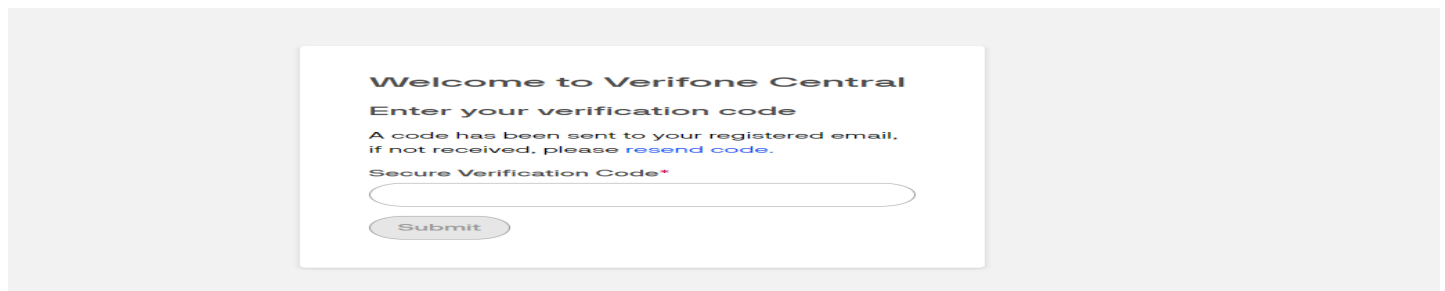 Welcome to Verifone Central
Enter your verification code
A code has been sent to your registered email,
if not received, please resend code.
Secure Verification Code*
Submit